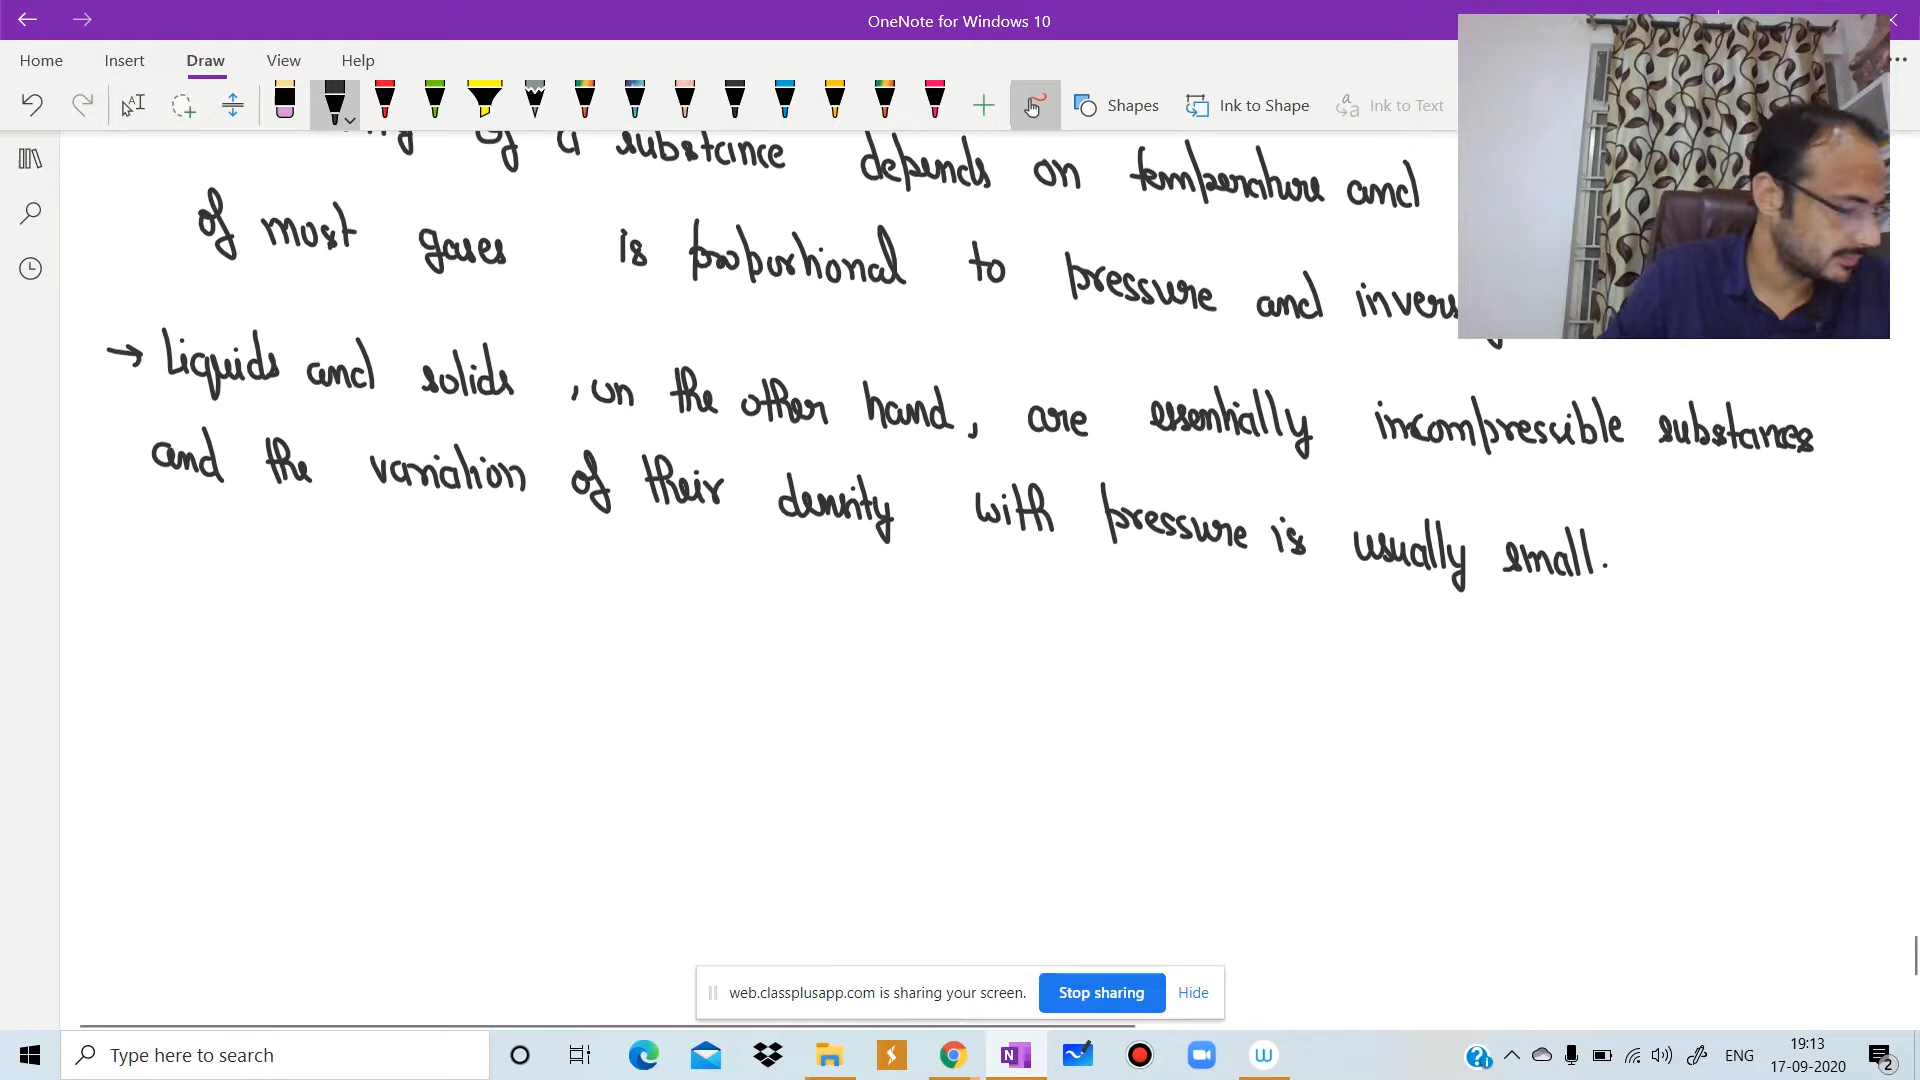 OneNote for Windows 10
Home Insert Draw View Help
Shapes Ink to Shape Ink to Text
of a substance depends on temperature and
of most gases is proportional to pressure and
→ Liquids and solids, on the other hand, are essentially incompressible substances
and the variation of their density with pressure is usually small.
web.classplusapp.com is sharing your screen. Stop sharing Hide
Type here to search
ENG
19:13
17-09-2020
2